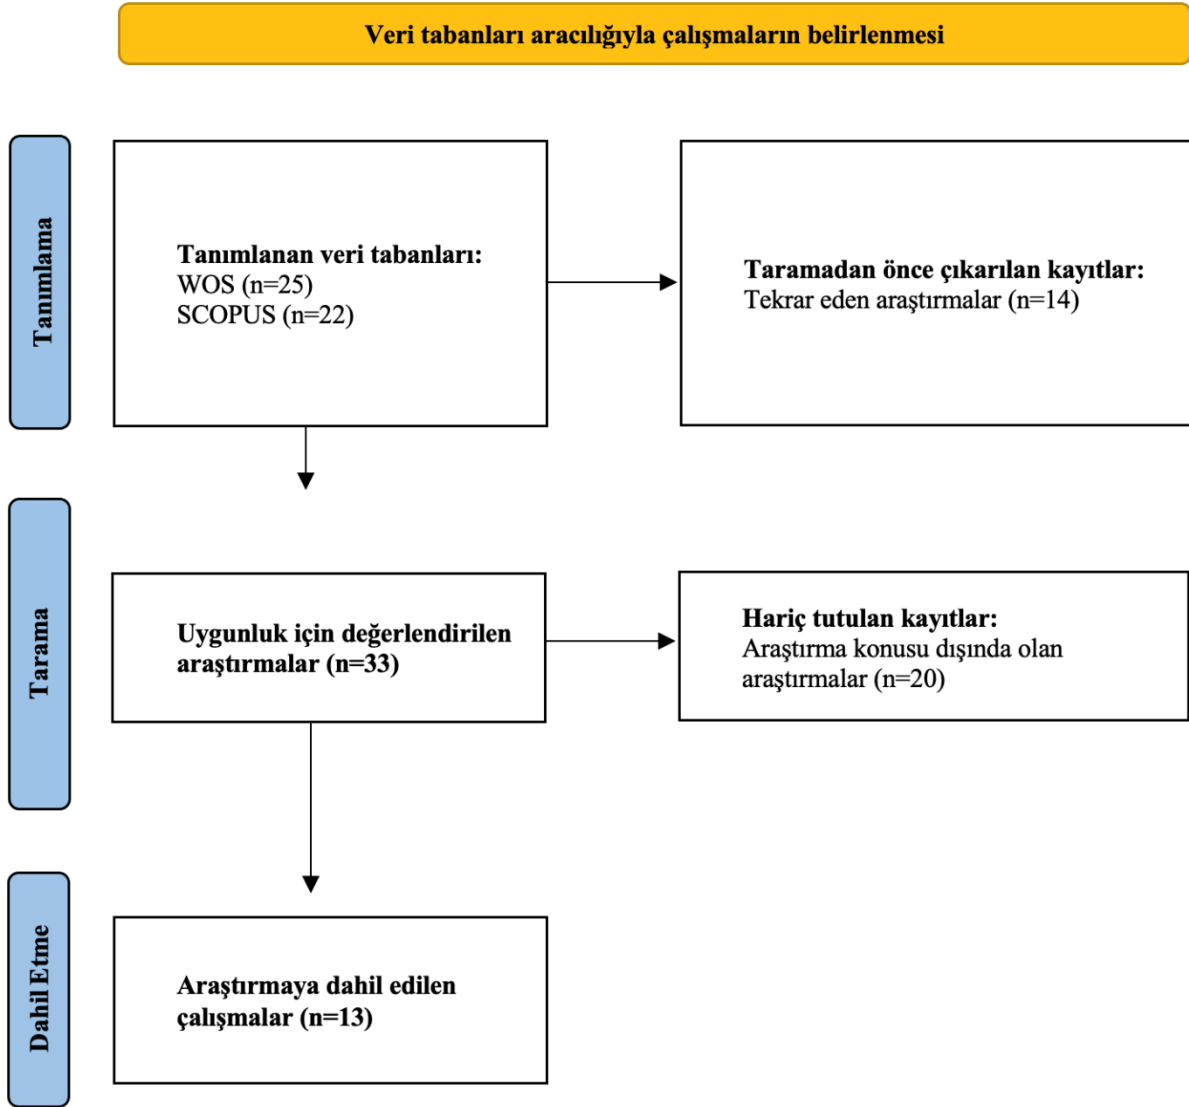 Veri tabanları aracılığıyla çalışmaların belirlenmesi
Tanımlama
Tanımlanan veri tabanları:
WOS (n=25)
SCOPUS (n=22)
Taramadan önce çıkarılan kayıtlar:
Tekrar eden araştırmalar (n=14)
Tarama
Uygunluk için değerlendirilen
araştırmalar (n=33)
Hariç tutulan kayıtlar:
Araştırma konusu dışında olan
araştırmalar (n=20)
Dahil Etme
Araştırmaya dahil edilen
çalışmalar (n=13)